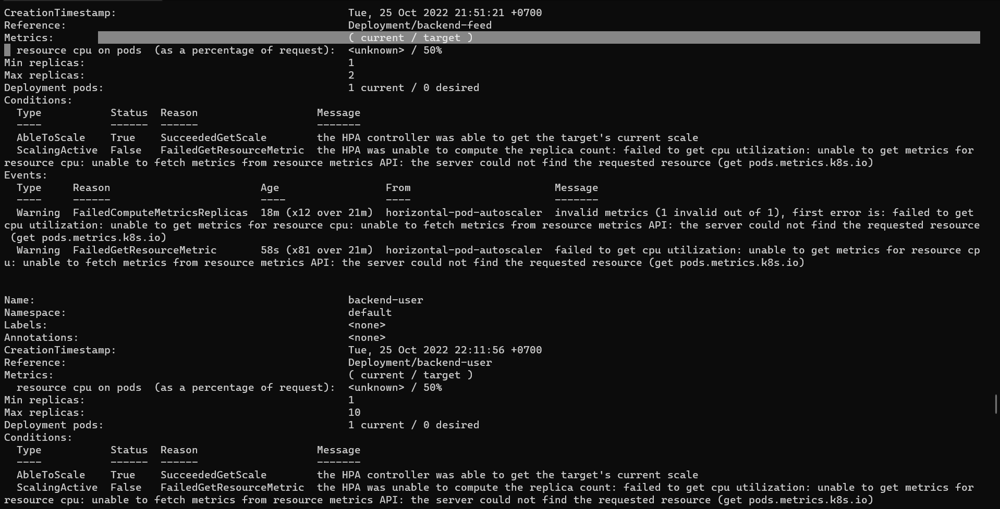 CreationTimestamp:                                     Tue, 25 Oct 2022 21:51:21 +0700
Reference:                                             Deployment/backend-feed
Metrics:                                               ( current / target )
  resource cpu on pods  (as a percentage of request):  <unknown> / 50%
Min replicas:                                          1
Max replicas:                                          2
Deployment pods:                                       1 current / 0 desired
Conditions:
  Type           Status  Reason                   Message
  ----           ------  ------                   -------
  AbleToScale    True    SucceededGetScale        the HPA controller was able to get the target's current scale
  ScalingActive  False   FailedGetResourceMetric  the HPA was unable to compute the replica count: failed to get cpu utilization: unable to get metrics for
resource cpu: unable to fetch metrics from resource metrics API: the server could not find the requested resource (get pods.metrics.k8s.io)
Events:
  Type     Reason                        Age                 From                       Message
  ----     ------                        ----                ----                       -------
  Warning  FailedComputeMetricsReplicas  18m (x12 over 21m)  horizontal-pod-autoscaler  invalid metrics (1 invalid out of 1), first error is: failed to get
cpu utilization: unable to get metrics for resource cpu: unable to fetch metrics from resource metrics API: the server could not find the requested resource
 (get pods.metrics.k8s.io)
  Warning  FailedGetResourceMetric       58s (x81 over 21m)  horizontal-pod-autoscaler  failed to get cpu utilization: unable to get metrics for resource cp
u: unable to fetch metrics from resource metrics API: the server could not find the requested resource (get pods.metrics.k8s.io)
Name:                                                  backend-user
Namespace:                                             default
Labels:                                                <none>
Annotations:                                           <none>
CreationTimestamp:                                     Tue, 25 Oct 2022 22:11:56 +0700
Reference:                                             Deployment/backend-user
Metrics:                                               ( current / target )
  resource cpu on pods  (as a percentage of request):  <unknown> / 50%
Min replicas:                                          1
Max replicas:                                          10
Deployment pods:                                       1 current / 0 desired
Conditions:
  Type           Status  Reason                   Message
  ----           ------  ------                   -------
  AbleToScale    True    SucceededGetScale        the HPA controller was able to get the target's current scale
  ScalingActive  False   FailedGetResourceMetric  the HPA was unable to compute the replica count: failed to get cpu utilization: unable to get metrics for
resource cpu: unable to fetch metrics from resource metrics API: the server could not find the requested resource (get pods.metrics.k8s.io)